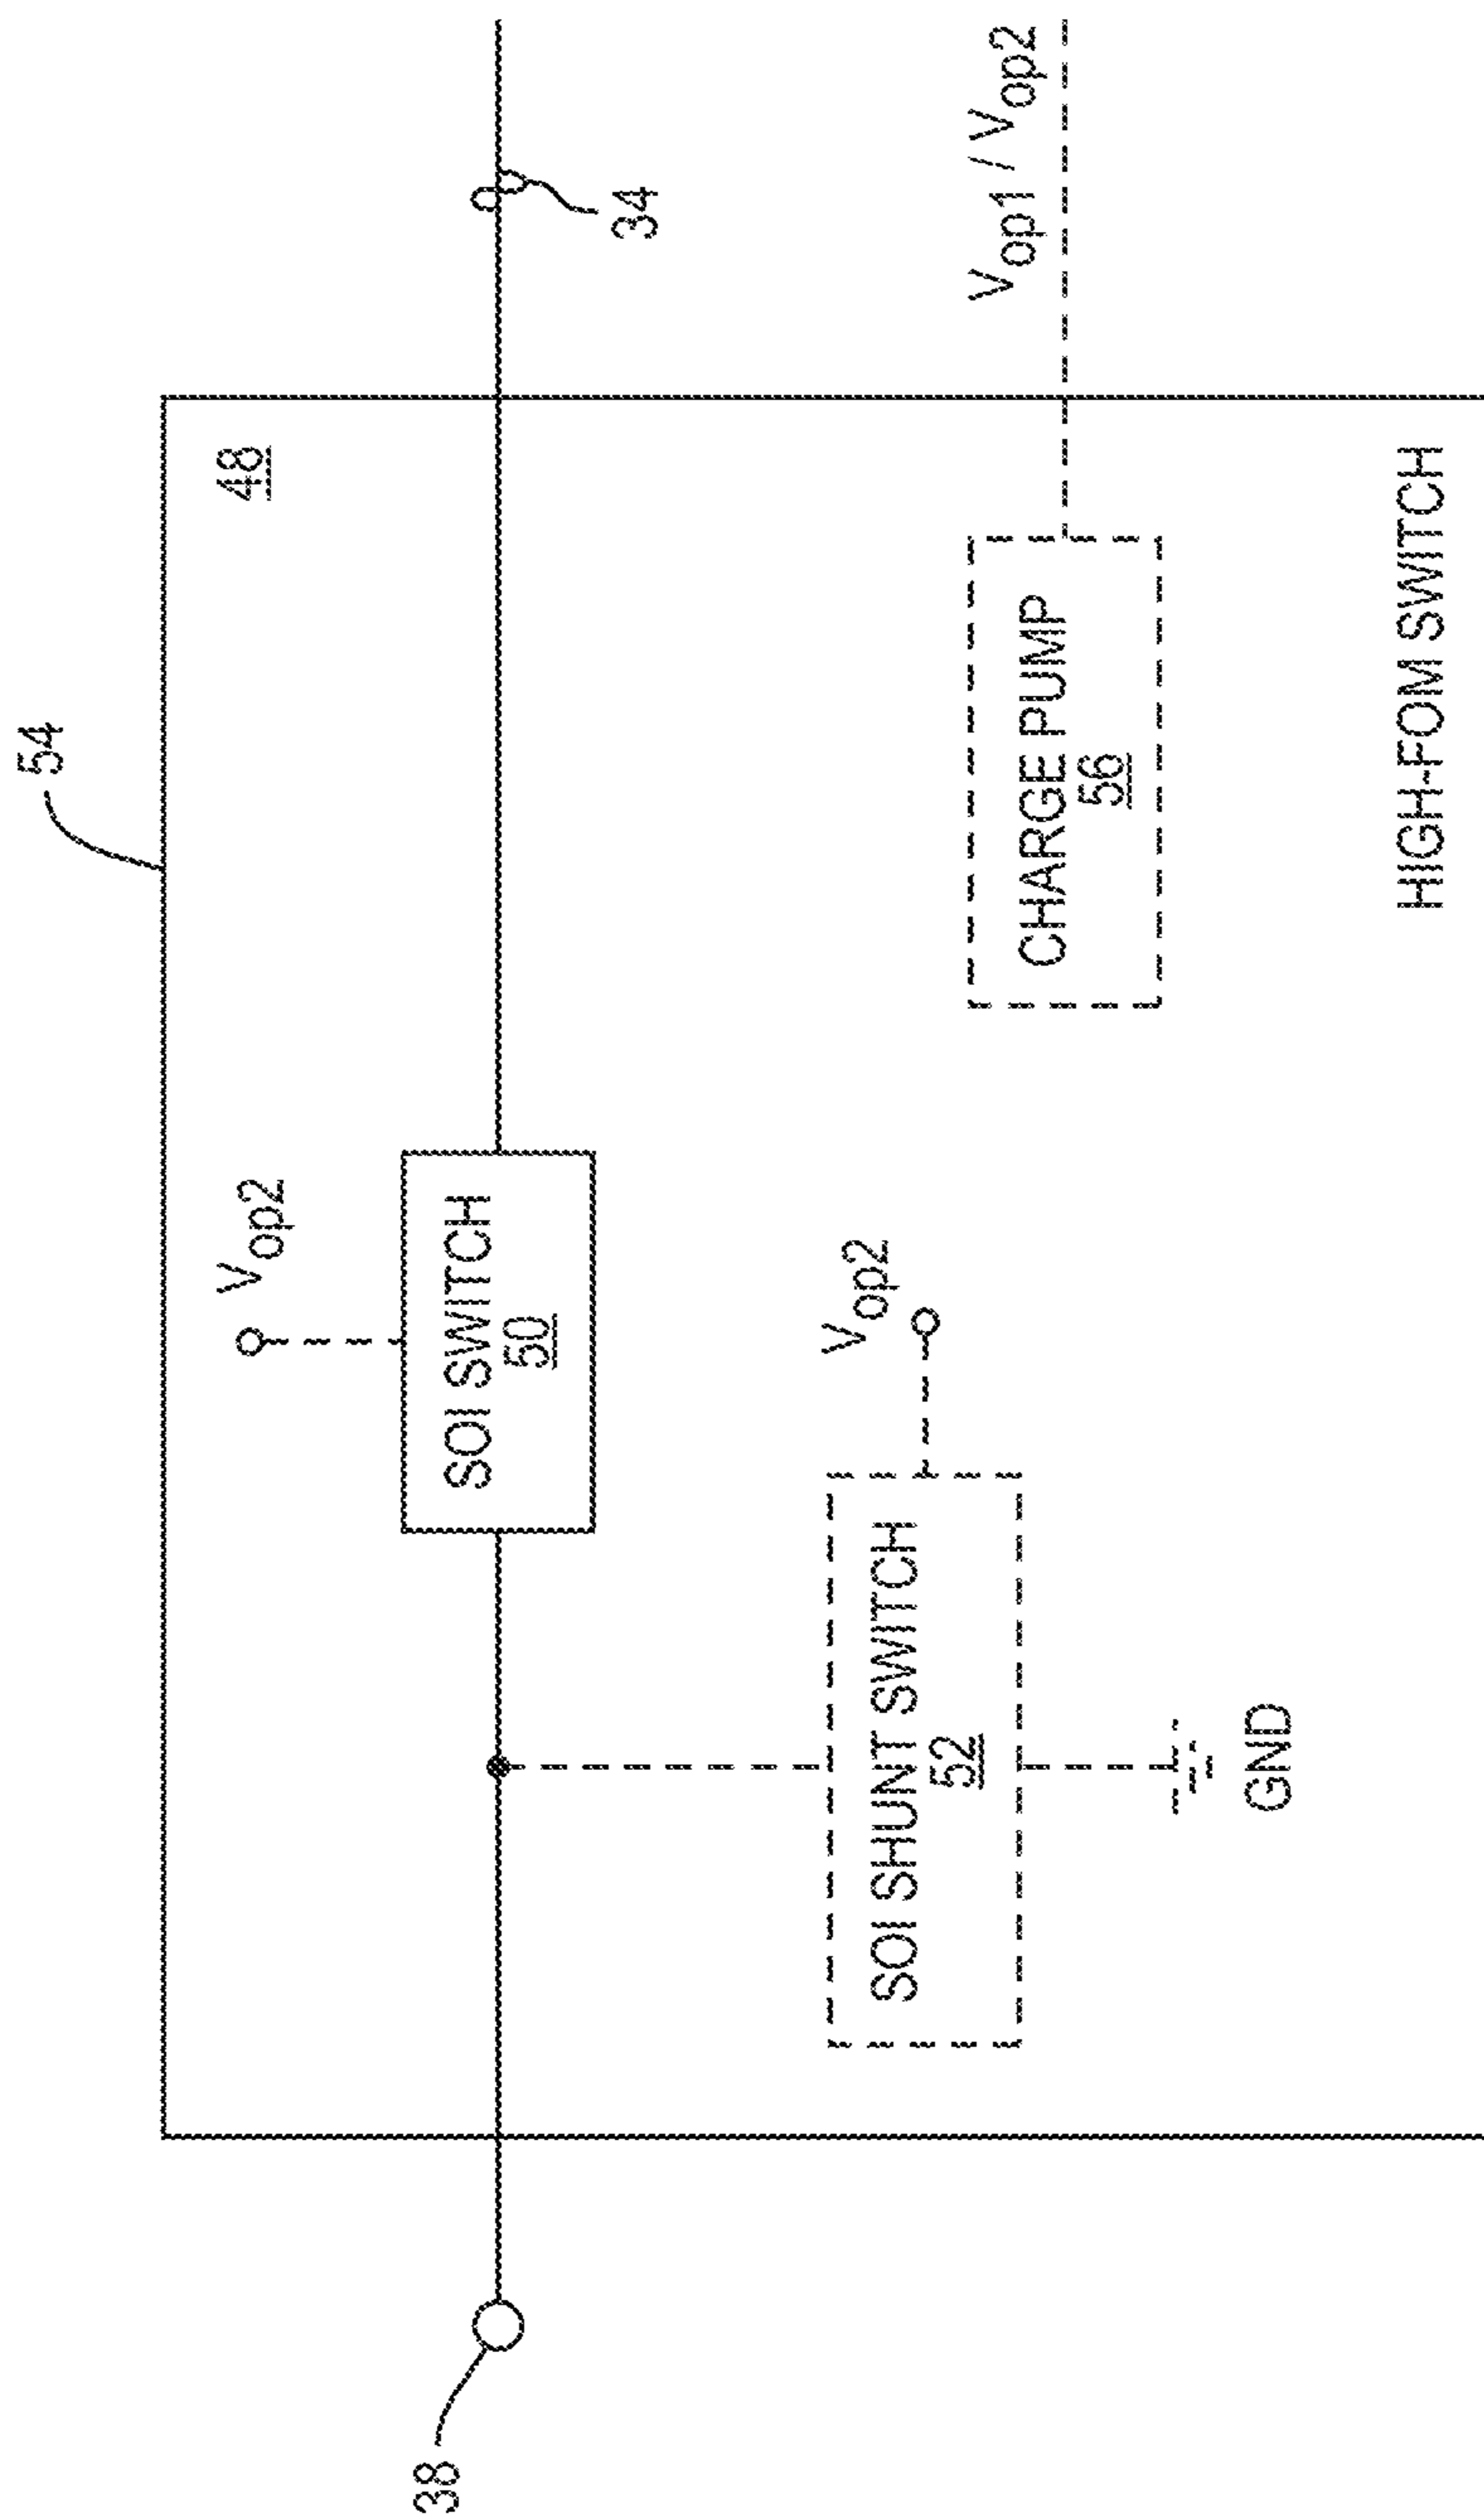 54
48
Vop2
SOI SWITCH
50
34
38
Vop2
SOI SHUNT SWITCH
52
Vop1 / Vop2
CHARGE PUMP
56
GND
HIGH-FOM SWITCH